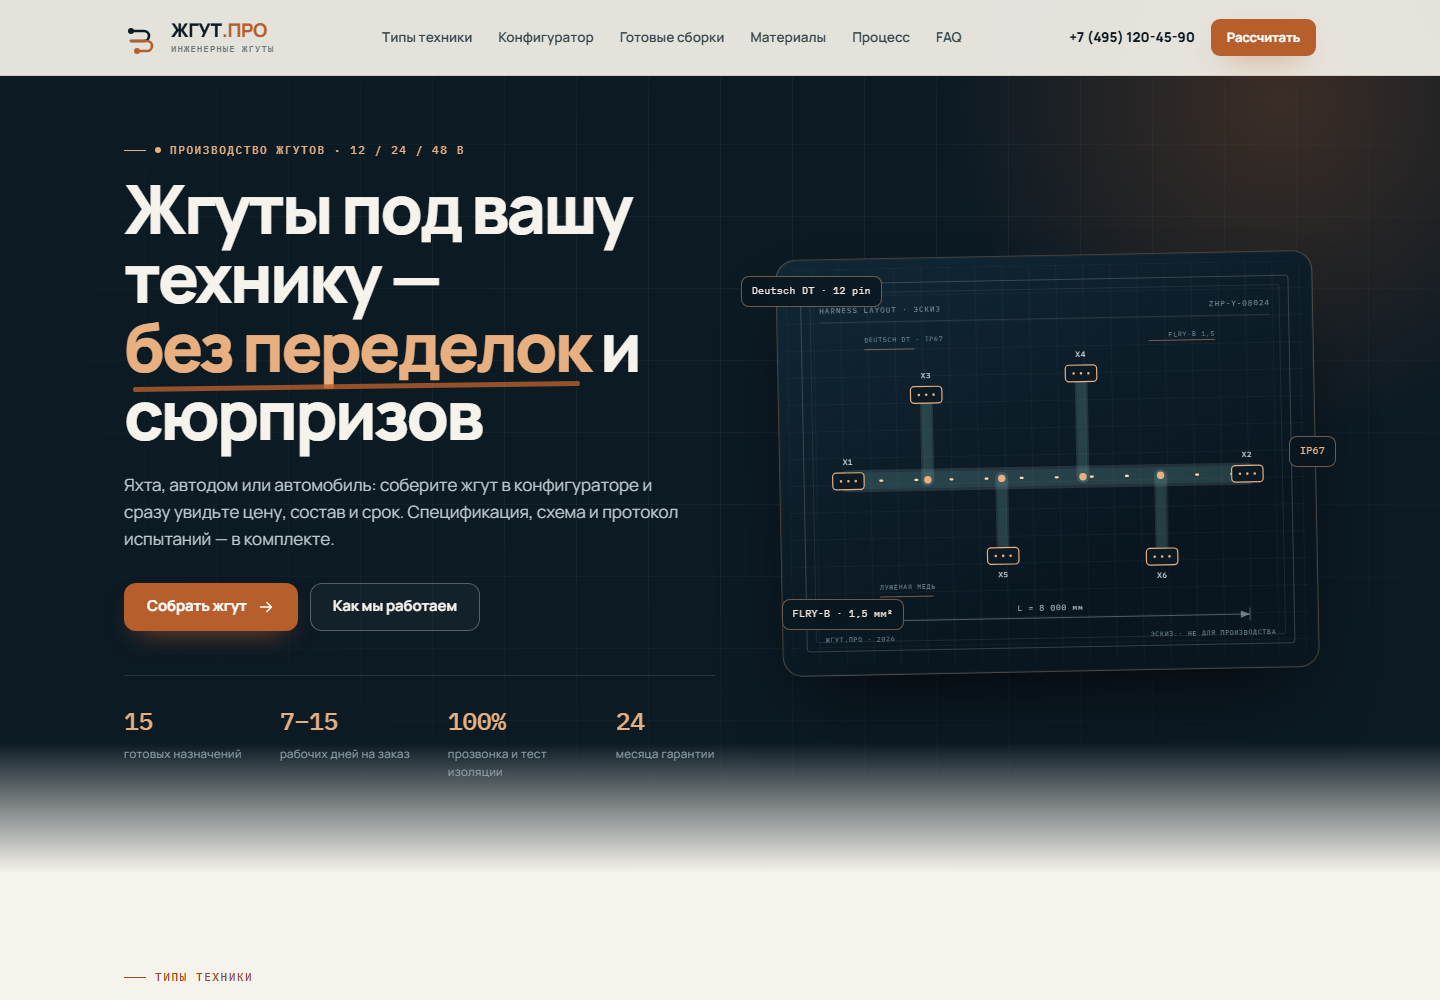 ЖГУТ.ПРО
ИНЖЕНЕРНЫЕ ЖГУТЫ
Типы техники
Конфигуратор
Готовые сборки
Материалы
Процесс
FAQ
+7 (495) 120-45-90
Рассчитать
ПРОИЗВОДСТВО ЖГУТОВ · 12 / 24 / 48 В
Жгуты под вашу
технику —
без переделок и
сюрпризов
Яхта, автодом или автомобиль: соберите жгут в конфигураторе и
сразу увидьте цену, состав и срок. Спецификация, схема и протокол
испытаний — в комплекте.
Собрать жгут →
Как мы работаем
15
готовых назначений
7–15
рабочих дней на заказ
100%
прозвонка и тест
изоляции
24
месяца гарантии
Deutsch DT · 12 pin
HARNESS LAYOUT · ЭСКИЗ
ZHP-Y-08024
DEUTSCH DT · IP67
FLRY-B 1,5
X4
X3
X1
X2
IP67
X5
X6
ЛУЖЁНАЯ МЕДЬ
FLRY-B · 1,5 мм²
L = 8 000 мм
ЖГУТ.ПРО · 2026
ЭСКИЗ · НЕ ДЛЯ ПРОИЗВОДСТВА
ТИПЫ ТЕХНИКИ